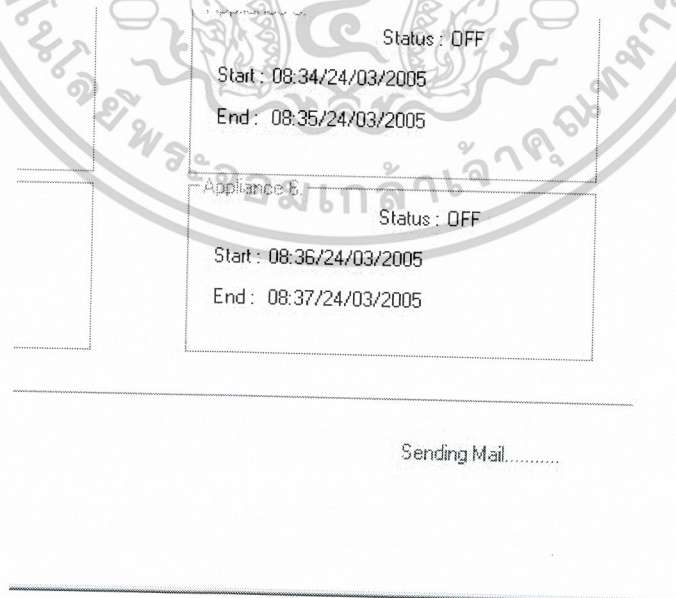 Status : OFF
Start : 08:34/24/03/2005
End : 08:35/24/03/2005
Appliance 6.
Status : OFF
Start : 08:36/24/03/2005
End : 08:37/24/03/2005
Sending Mail...........